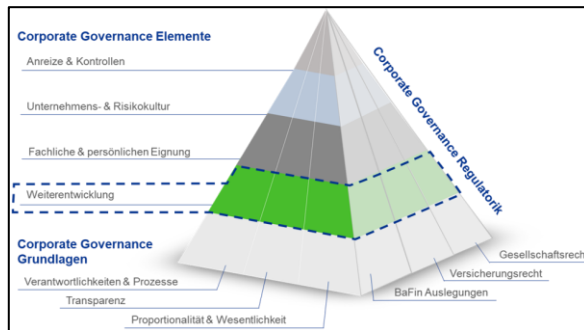 Corporate Governance Elemente
Anreize & Kontrollen
Unternehmens- & Risikokultur
Fachliche & persönlichen Eignung
Weiterentwicklung
Corporate Governance
Grundlagen
Verantwortlichkeiten & Prozesse
Transparenz
Proportionalität & Wesentlichkeit
Corporate Governance Regulatorik
Gesellschaftsrecht
Versicherungsrecht
BaFin Auslegungen